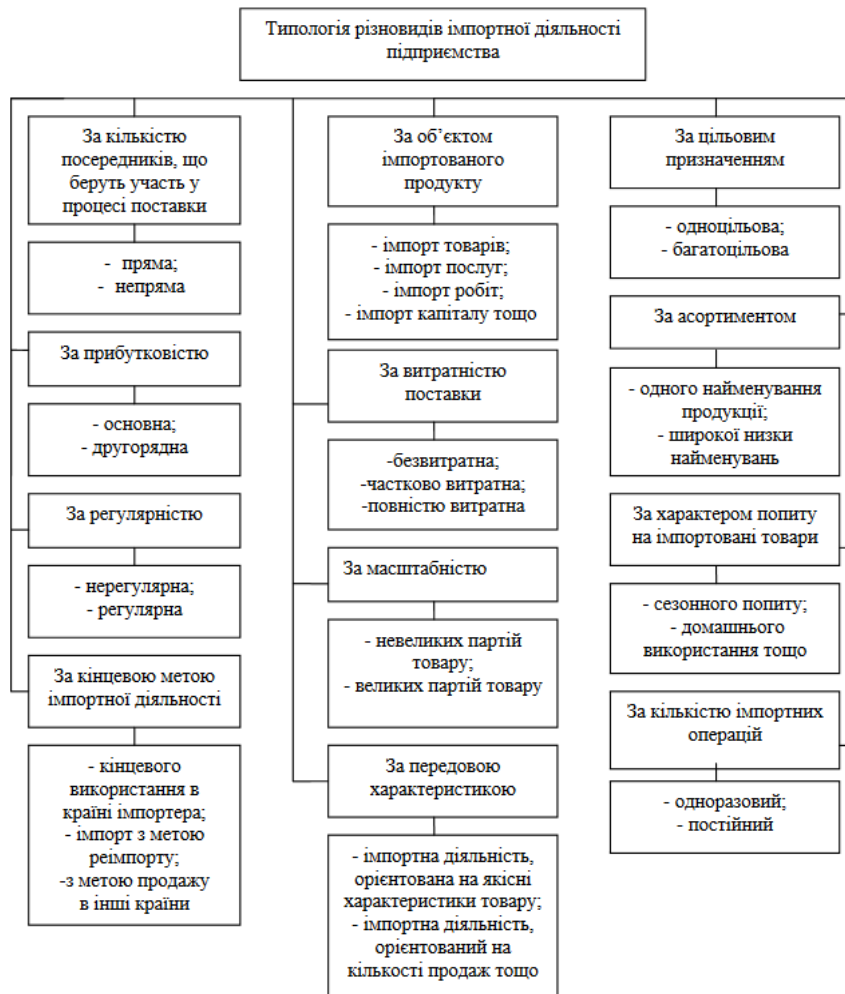 Типологія різновидів імпортної діяльності
підприємства
За кількістю
посередників, що
беруть участь у
процесі поставки
- пряма;
- непряма
За прибутковістю
- основна;
- другорядна
За регулярністю
- нерегулярна;
- регулярна
За кінцевою метою
імпортної діяльності
- кінцевого
використання в
країні імпортера;
- імпорт з метою
реімпорту;
-з метою продажу
в інші країни
За об’єктом
імпортованого
продукту
- імпорт товарів;
- імпорт послуг;
- імпорт робіт;
- імпорт капіталу тощо
За витратністю
поставки
-безвитратна;
-частково витратна;
-повністю витратна
За масштабністю
- невеликих партій
товару;
- великих партій товару
За передовою
характеристикою
- імпортна діяльність,
орієнтована на якісні
характеристики товару;
- імпортна діяльність,
орієнтований на
кількості продаж тощо
За цільовим
призначенням
- одноцільова;
- багатоцільова
За асортиментом
- одного найменування
продукції;
- широкої низки
найменувань
За характером попиту
на імпортовані товари
- сезонного попиту;
- домашнього
використання тощо
За кількістю імпортних
операцій
- одноразовий;
- постійний